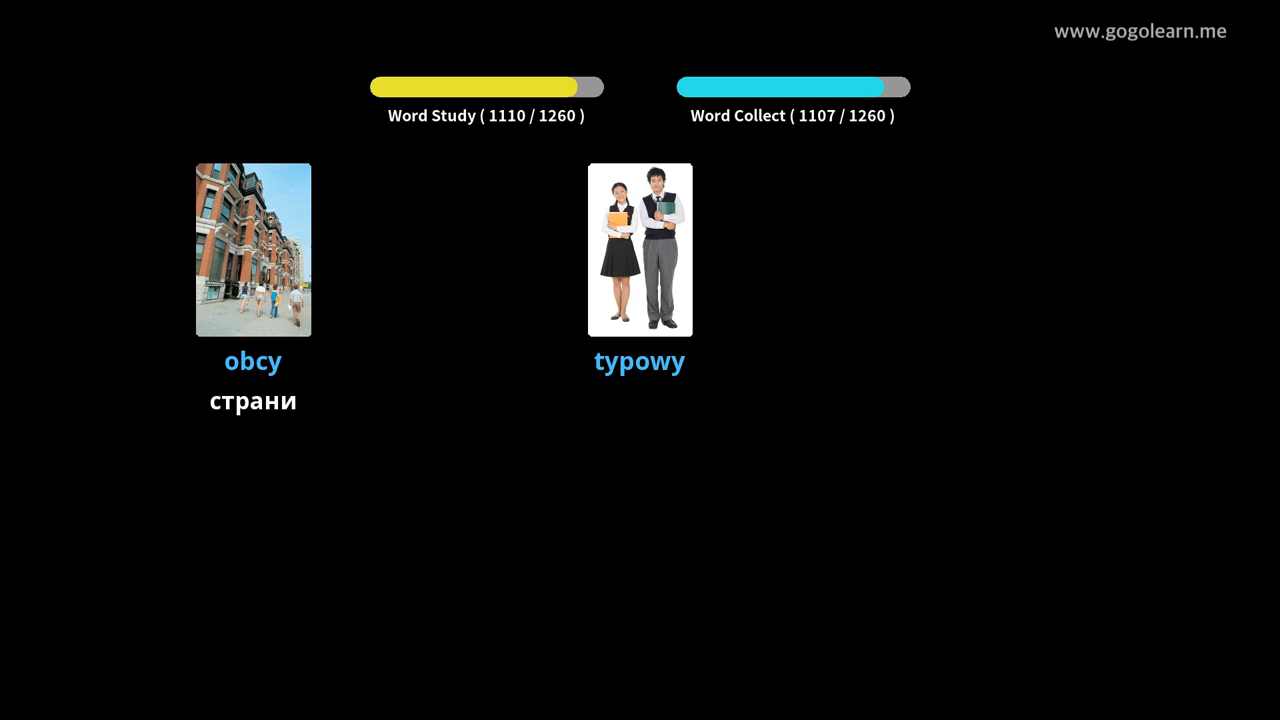 www.gogolearn.me
Word Study ( 1110 / 1260 )
Word Collect ( 1107 / 1260 )
obcy
typowy
страни